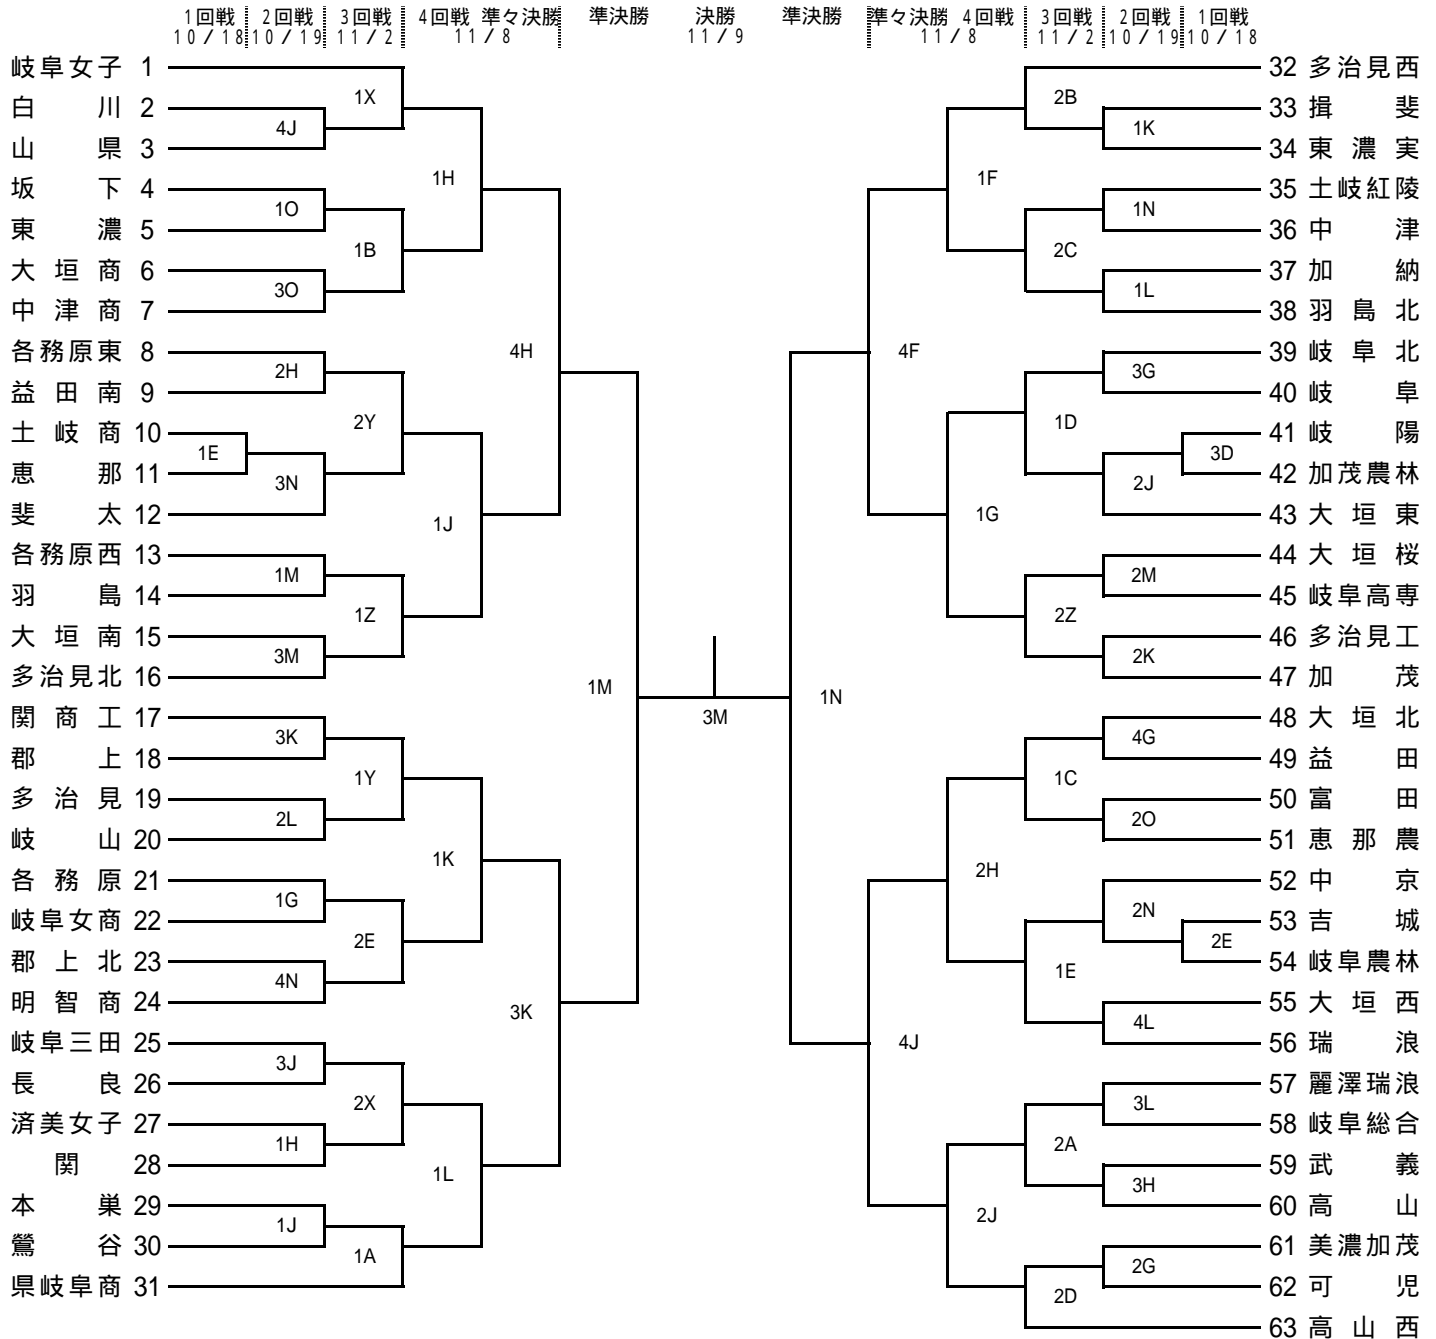 1回戦 2回戦 3回戦 4回戦 準々決勝 準決勝 決勝 準決勝 準々決勝 4回戦 3回戦 2回戦 1回戦
10/18 10/19 11/2 11/8 11/9 11/8 11/2 10/19 10/18
岐阜女子 1
白川 2
山県 3
坂下 4
東濃 5
大垣商 6
中津商 7
各務原東 8
益田南 9
土岐商 10
恵那 11
斐太 12
各務原西 13
羽島 14
大垣南 15
多治見北 16
関商工 17
郡上 18
多治見 19
岐山 20
各務原 21
岐阜女商 22
郡上北 23
明智商 24
岐阜三田 25
長良 26
済美女子 27
関 28
本巣 29
鶯谷 30
県岐阜商 31
1E
4J
1O
3O
2H
3N
1M
3M
3K
2L
1G
4N
3J
1H
1J
1X
1B
2Y
1Z
1Y
2E
2X
1A
1H
1J
1K
1L
4H
3K
1M
3M
1N
4F
4J
1F
1G
2H
2J
2B
2C
1D
2Z
1C
1E
2A
2D
1K
1N
1L
3G
2J
2M
2K
4G
2O
2N
4L
3L
3H
2G
3D
2E
32 多治見西
33 揖斐
34 東濃実
35 土岐紅陵
36 中津
37 加納
38 羽島北
39 岐阜北
40 岐阜
41 岐陽
42 加茂農林
43 大垣東
44 大垣桜
45 岐阜高専
46 多治見工
47 加茂
48 大垣北
49 益田
50 富田
51 恵那農
52 中京
53 吉城
54 岐阜農林
55 大垣西
56 瑞浪
57 麗澤瑞浪
58 岐阜総合
59 武義
60 高山
61 美濃加茂
62 可児
63 高山西